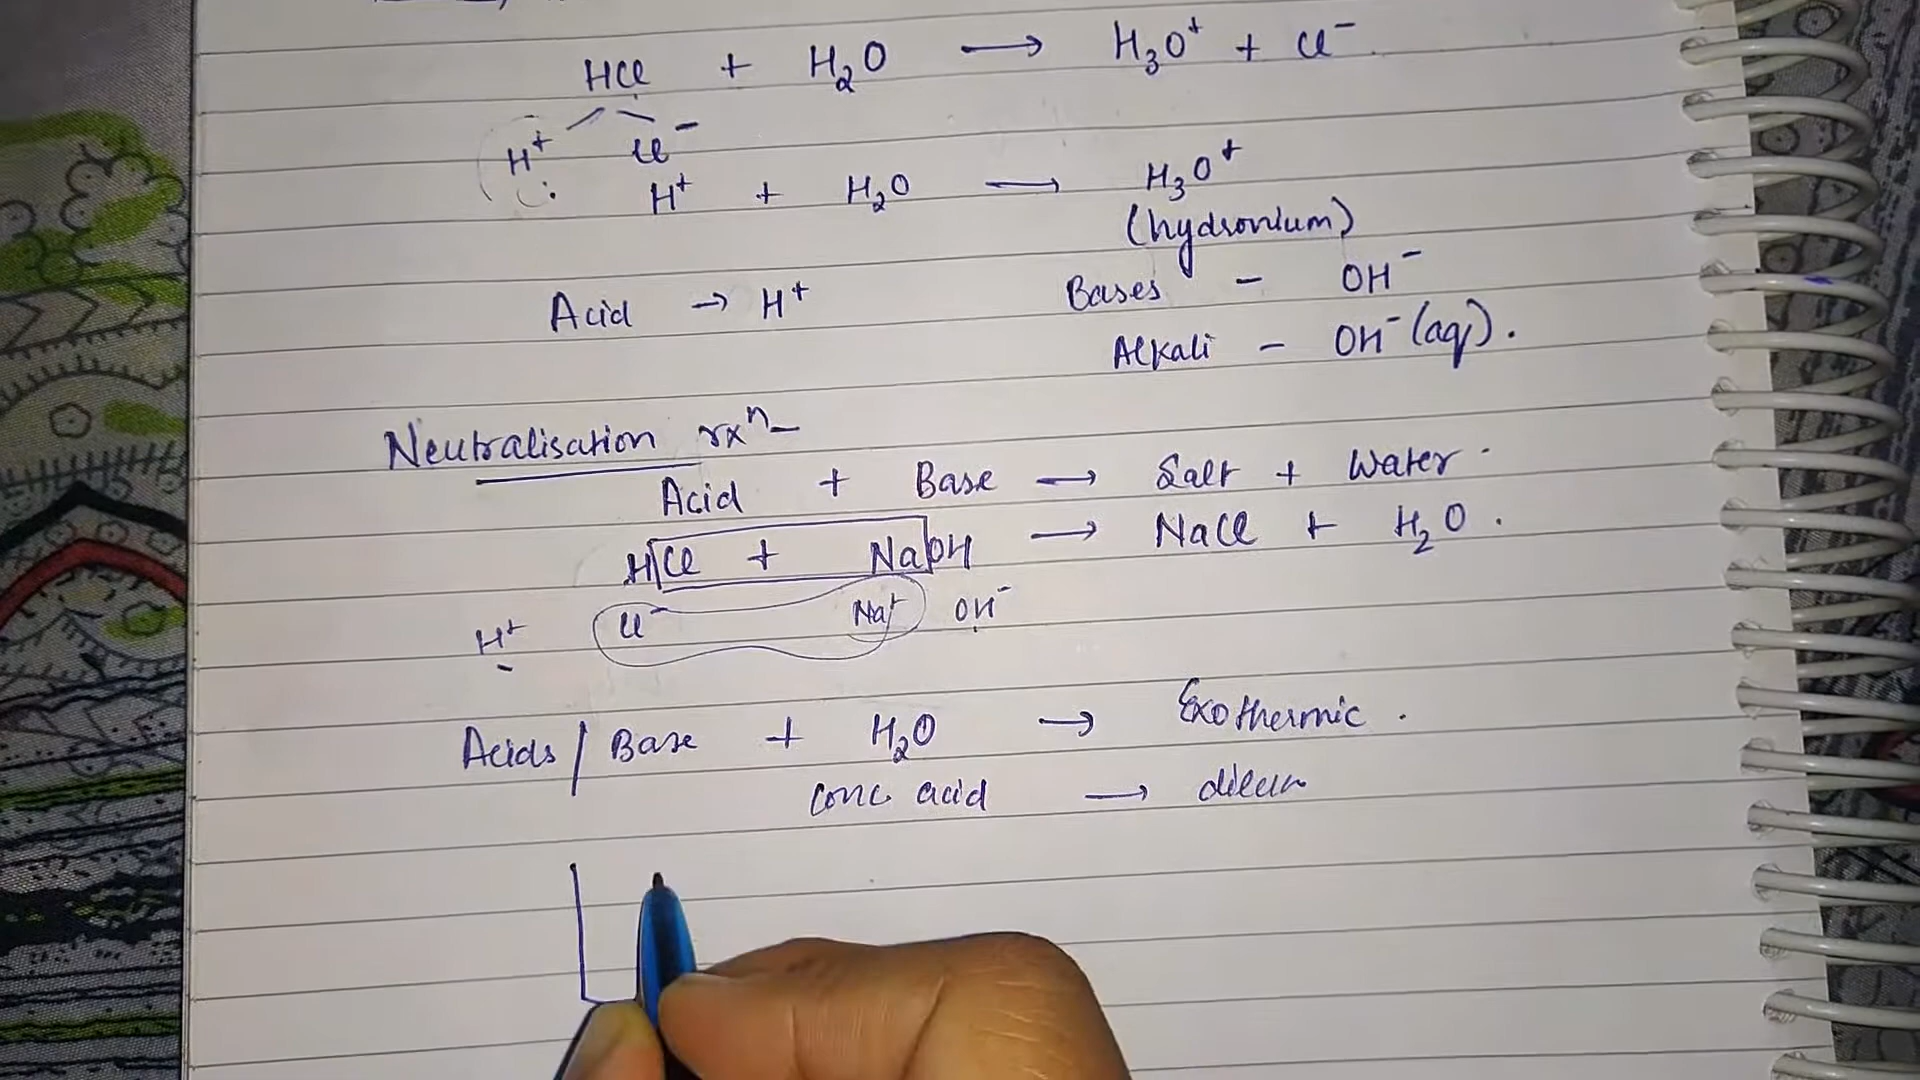 HCl + H₂O → H₃O⁺ + Cl⁻
H⁺ Cl⁻
H⁺ + H₂O → H₃O⁺
(hydronium)
Acid → H⁺
Bases - OH⁻
Alkali - OH⁻(aq).
Neutralisation rxⁿ-
Acid + Base → Salt + Water.
HCl + NaOH → NaCl + H₂O.
H⁺ Cl⁻ Na⁺ OH⁻
Acids / Base + H₂O → Exothermic.
conc acid →